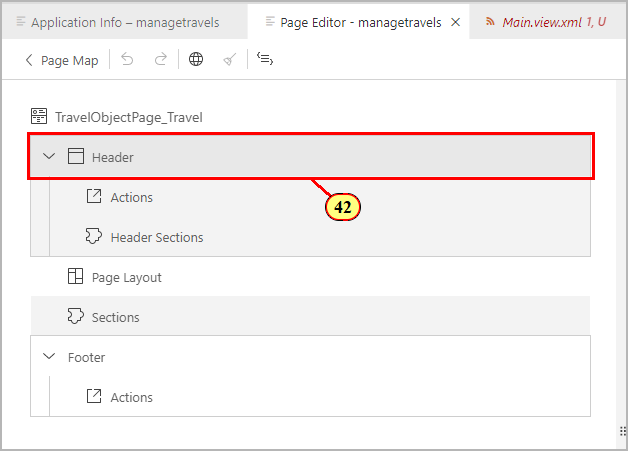 Application Info – managetravels
Page Editor - managetravels
Main.view.xml 1, U
Page Map
TravelObjectPage_Travel
Header
Actions
42
Header Sections
Page Layout
Sections
Footer
Actions